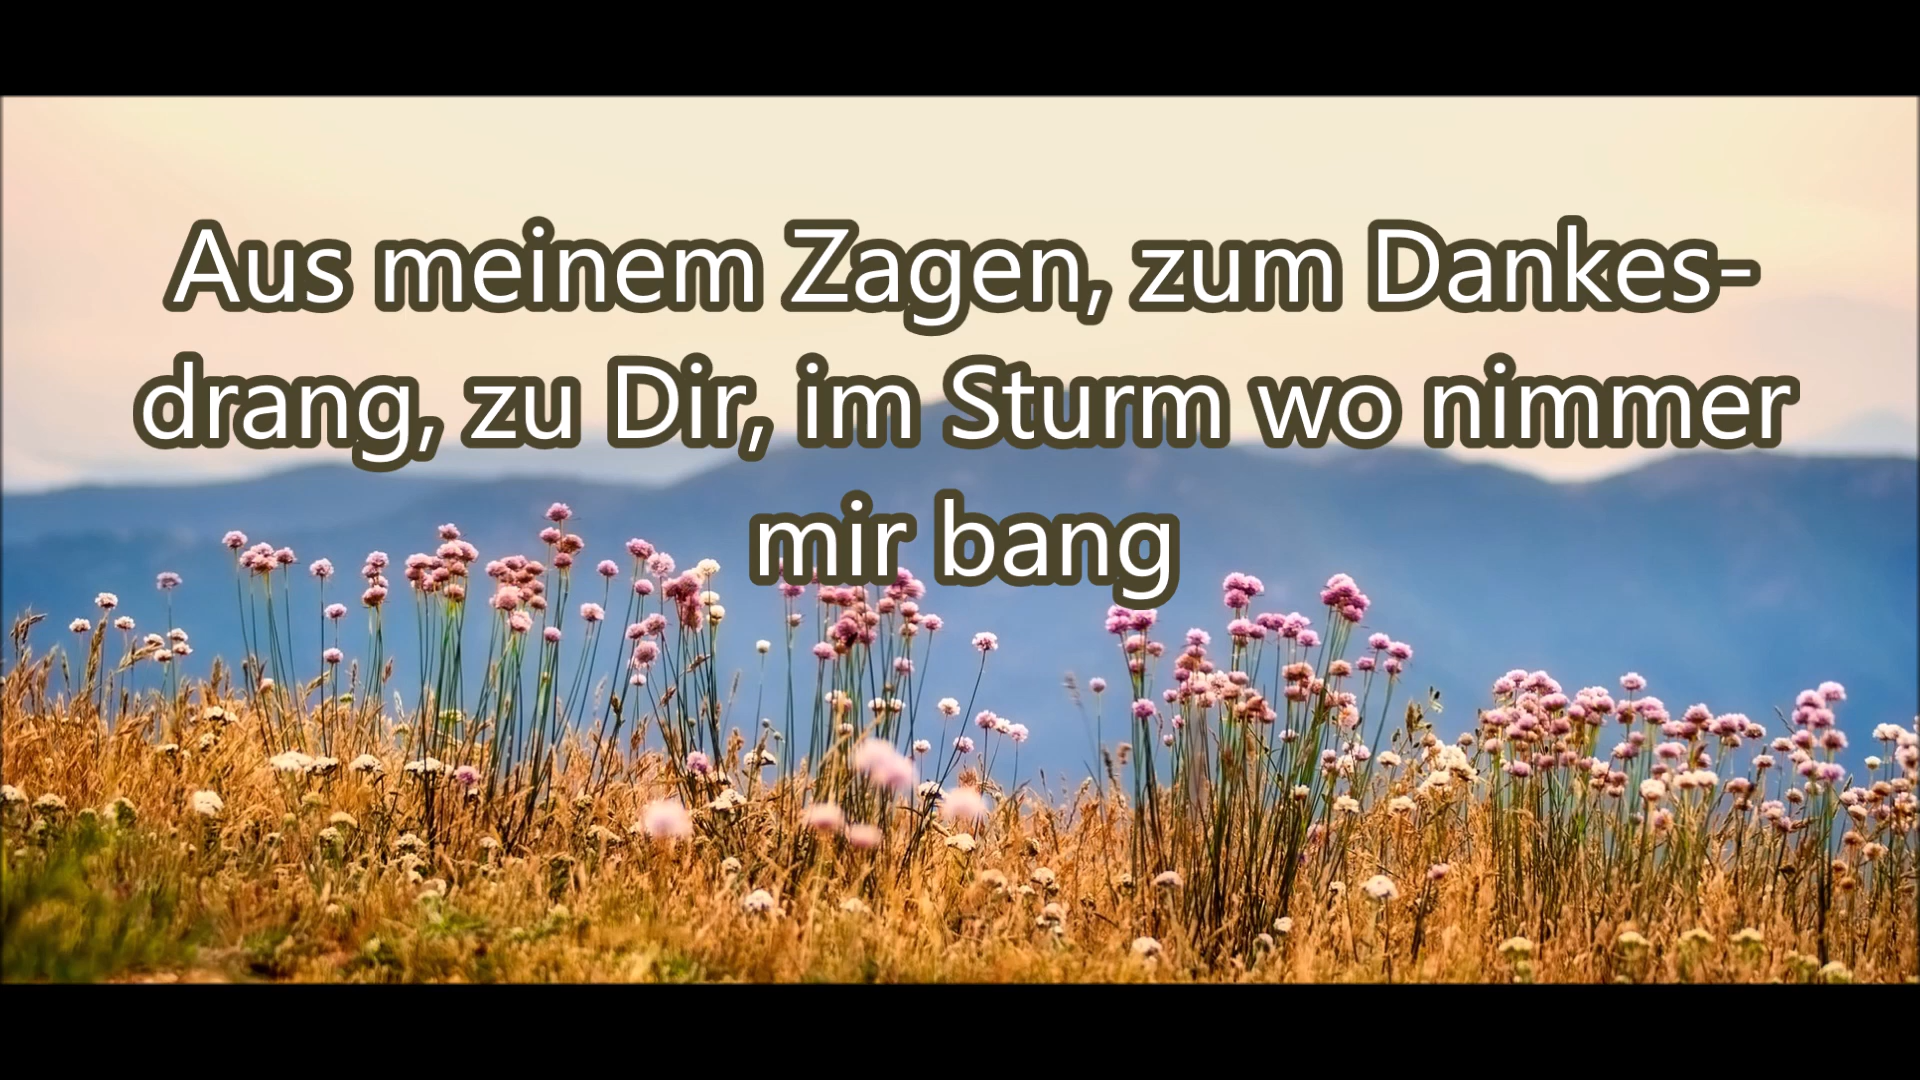 Aus meinem Zagen, zum Dankes-
drang, zu Dir, im Sturm wo nimmer
mir bang